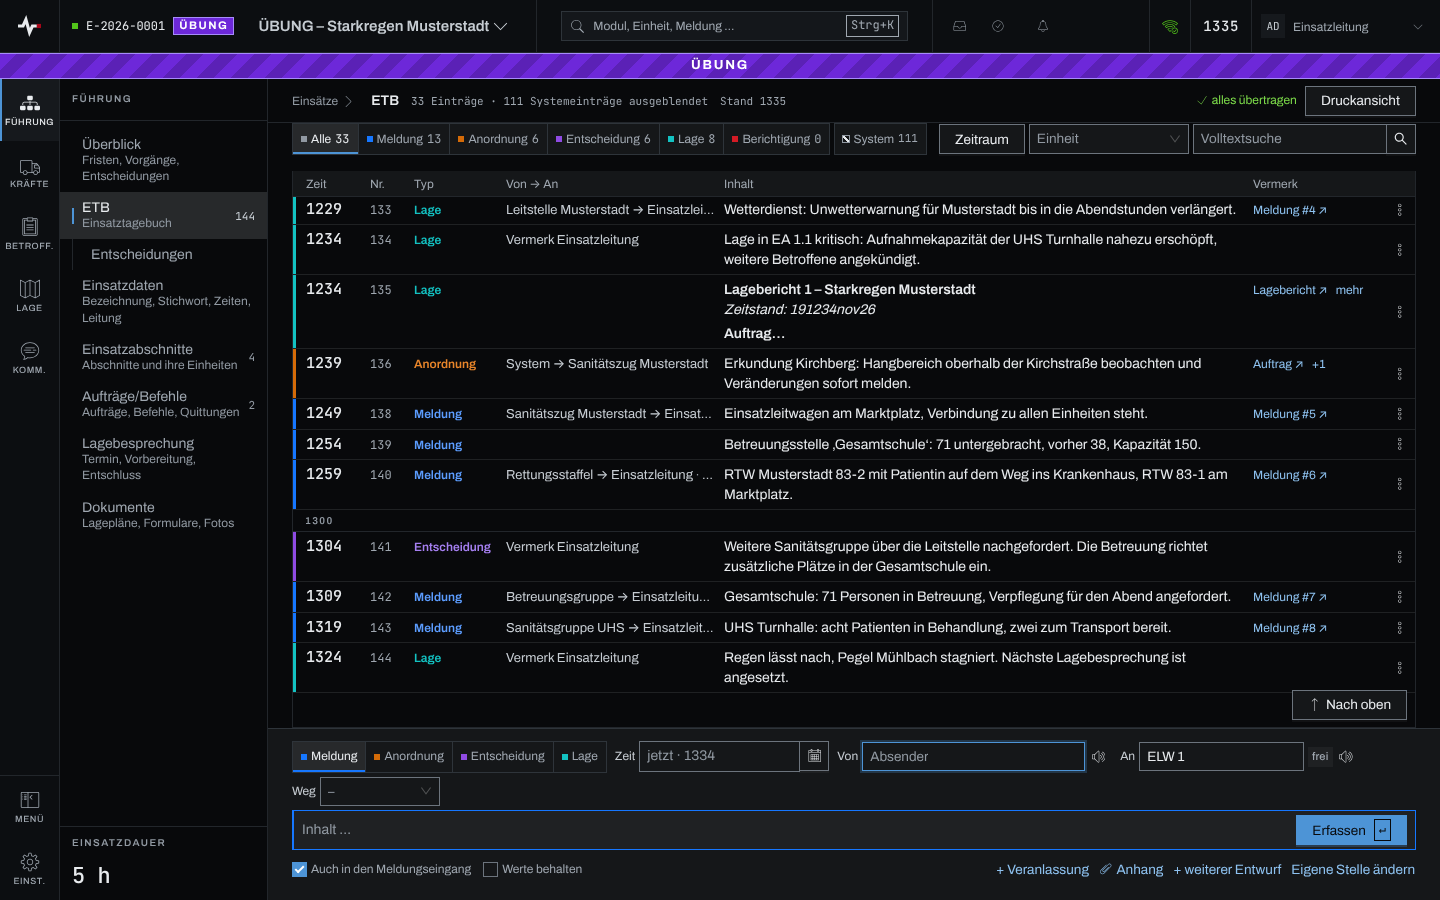 E-2026-0001 ÜBUNG ÜBUNG – Starkregen Musterstadt Modul, Einheit, Meldung ... Strg+K 1335 AD Einsatzleitung
ÜBUNG
FÜHRUNG
KRÄFTE
BETROFF.
LAGE
KOMM.
MENÜ
EINST.
FÜHRUNG
Überblick
Fristen, Vorgänge,
Entscheidungen
ETB
Einsatztagebuch 144
Entscheidungen
Einsatzdaten
Bezeichnung, Stichwort, Zeiten,
Leitung
Einsatzabschnitte
Abschnitte und ihre Einheiten 4
Aufträge/Befehle
Aufträge, Befehle, Quittungen 2
Lagebesprechung
Termin, Vorbereitung,
Entschluss
Dokumente
Lagepläne, Formulare, Fotos
EINSATZDAUER
5 h
Einsätze ETB 33 Einträge · 111 Systemeinträge ausgeblendet Stand 1335 alles übertragen Druckansicht
Alle 33 Meldung 13 Anordnung 6 Entscheidung 6 Lage 8 Berichtigung 0 System 111 Zeitraum Einheit Volltextsuche
Zeit Nr. Typ Von → An Inhalt Vermerk
1229 133 Lage Leitstelle Musterstadt → Einsatzlei... Wetterdienst: Unwetterwarnung für Musterstadt bis in die Abendstunden verlängert. Meldung #4 ↗
1234 134 Lage Vermerk Einsatzleitung Lage in EA 1.1 kritisch: Aufnahmekapazität der UHS Turnhalle nahezu erschöpft,
weitere Betroffene angekündigt.
1234 135 Lage Lagebericht 1 – Starkregen Musterstadt Lagebericht ↗ mehr
Zeitstand: 191234nov26
Auftrag...
1239 136 Anordnung System → Sanitätszug Musterstadt Erkundung Kirchberg: Hangbereich oberhalb der Kirchstraße beobachten und Auftrag ↗ +1
Veränderungen sofort melden.
1249 138 Meldung Sanitätszug Musterstadt → Einsat... Einsatzleitwagen am Marktplatz, Verbindung zu allen Einheiten steht. Meldung #5 ↗
1254 139 Meldung Betreuungsstelle ‚Gesamtschule‘: 71 untergebracht, vorher 38, Kapazität 150.
1259 140 Meldung Rettungsstaffel → Einsatzleitung · ... RTW Musterstadt 83-2 mit Patientin auf dem Weg ins Krankenhaus, RTW 83-1 am Meldung #6 ↗
Marktplatz.
1300
1304 141 Entscheidung Vermerk Einsatzleitung Weitere Sanitätsgruppe über die Leitstelle nachgefordert. Die Betreuung richtet
zusätzliche Plätze in der Gesamtschule ein.
1309 142 Meldung Betreuungsgruppe → Einsatzleitu... Gesamtschule: 71 Personen in Betreuung, Verpflegung für den Abend angefordert. Meldung #7 ↗
1319 143 Meldung Sanitätsgruppe UHS → Einsatzleit... UHS Turnhalle: acht Patienten in Behandlung, zwei zum Transport bereit. Meldung #8 ↗
1324 144 Lage Vermerk Einsatzleitung Regen lässt nach, Pegel Mühlbach stagniert. Nächste Lagebesprechung ist
angesetzt.
↑ Nach oben
Meldung Anordnung Entscheidung Lage Zeit jetzt · 1334 Von Absender An ELW 1 frei
Weg –
Inhalt ... Erfassen ↵
Auch in den Meldungseingang Werte behalten + Veranlassung Anhang + weiterer Entwurf Eigene Stelle ändern